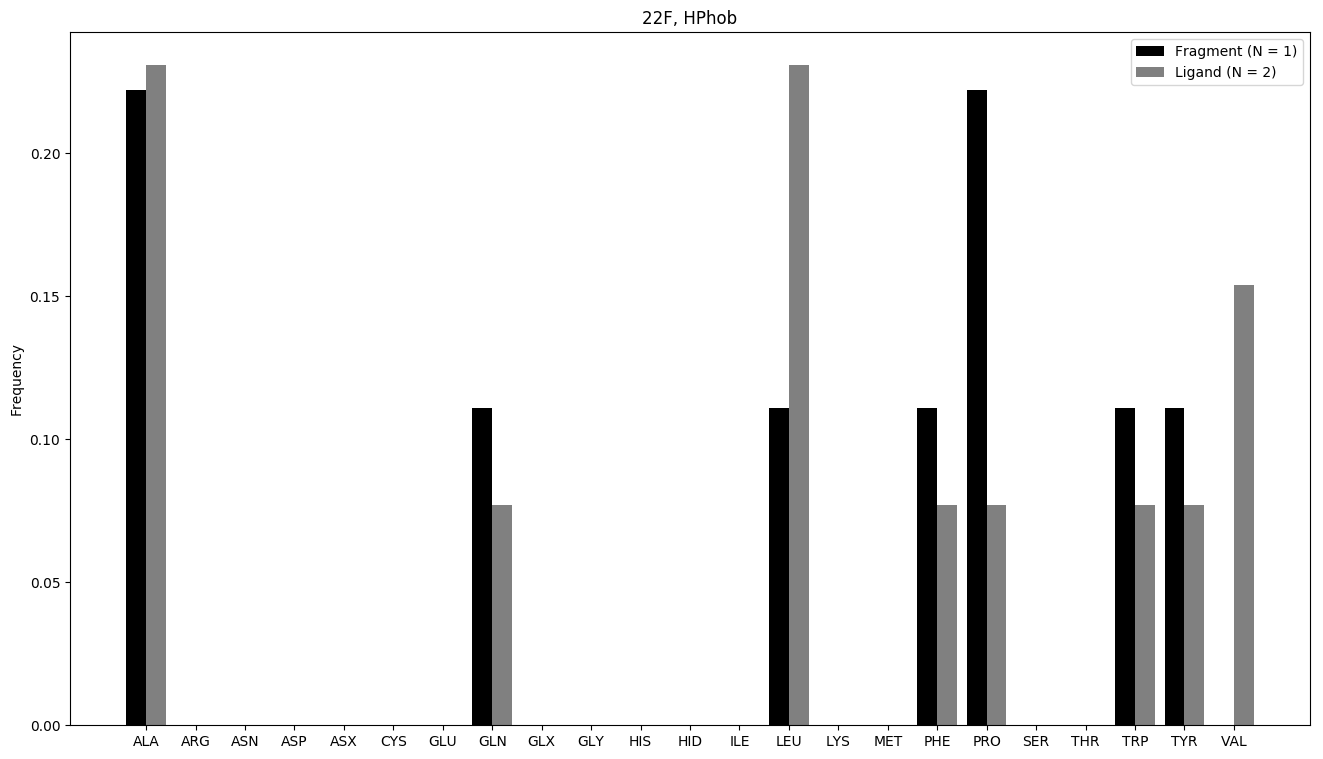 22F, HPhob
Fragment (N = 1)
Ligand (N = 2)
Frequency
0.20
0.15
0.10
0.05
0.00
ALA ARG ASN ASP ASX CYS GLU GLN GLX GLY HIS HID ILE LEU LYS MET PHE PRO SER THR TRP TYR VAL